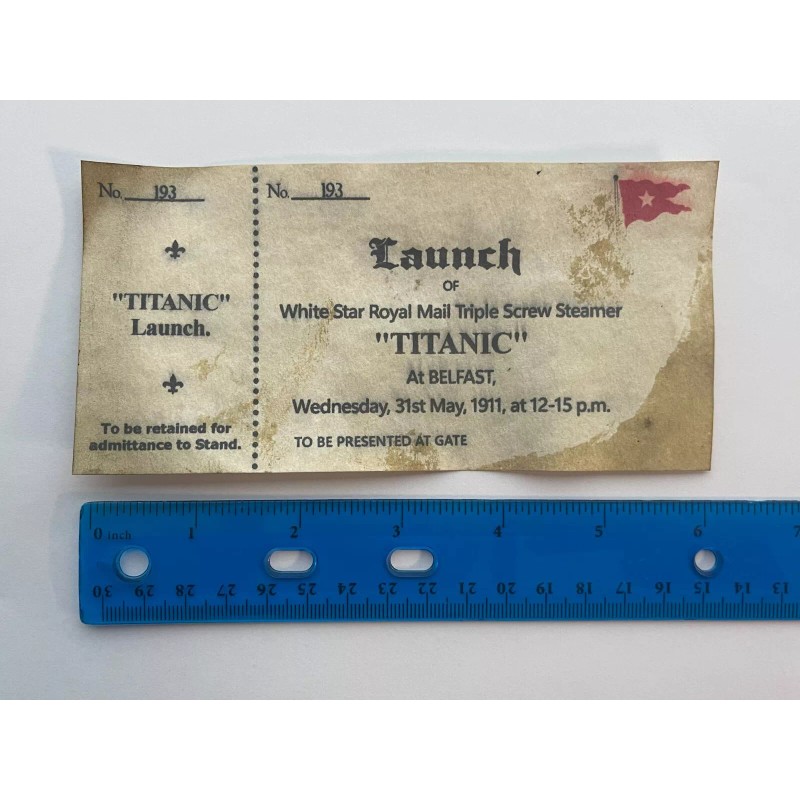 No. 193
"TITANIC"
Launch.
To be retained for
admittance to Stand.
No. 193
Launch
OF
White Star Royal Mail Triple Screw Steamer
"TITANIC"
At BELFAST,
Wednesday, 31st May, 1911, at 12-15 p.m.
TO BE PRESENTED AT GATE
0 inch 1 2 3 4 5 6 7
30 29 28 27 26 25 24 23 22 21 20 19 18 17 16 15 14 13